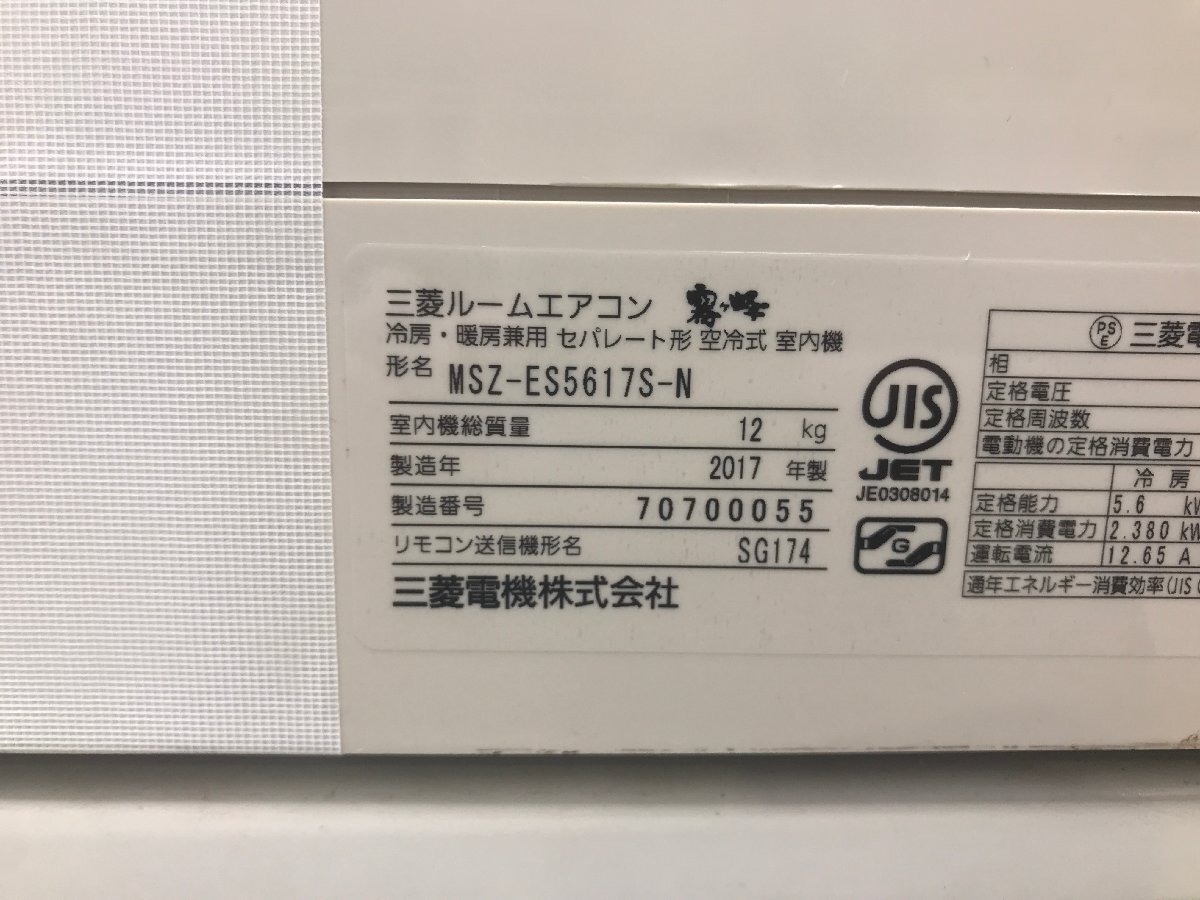 三菱ルームエアコン 霧ヶ峰
冷房・暖房兼用 セパレート形 空冷式 室内機
形名 MSZ-ES5617S-N
室内機総質量 12 kg
製造年 2017 年製
製造番号 70700055
リモコン送信機形名 SG174
三菱電機株式会社
JIS
JET
JE0308014
G
PS
E
三菱電
相
定格電圧
定格周波数
電動機の定格消費電力
冷房
定格能力 5.6 kW
定格消費電力 2.380 kW
運転電流 12.65 A
通年エネルギー消費効率(JIS C